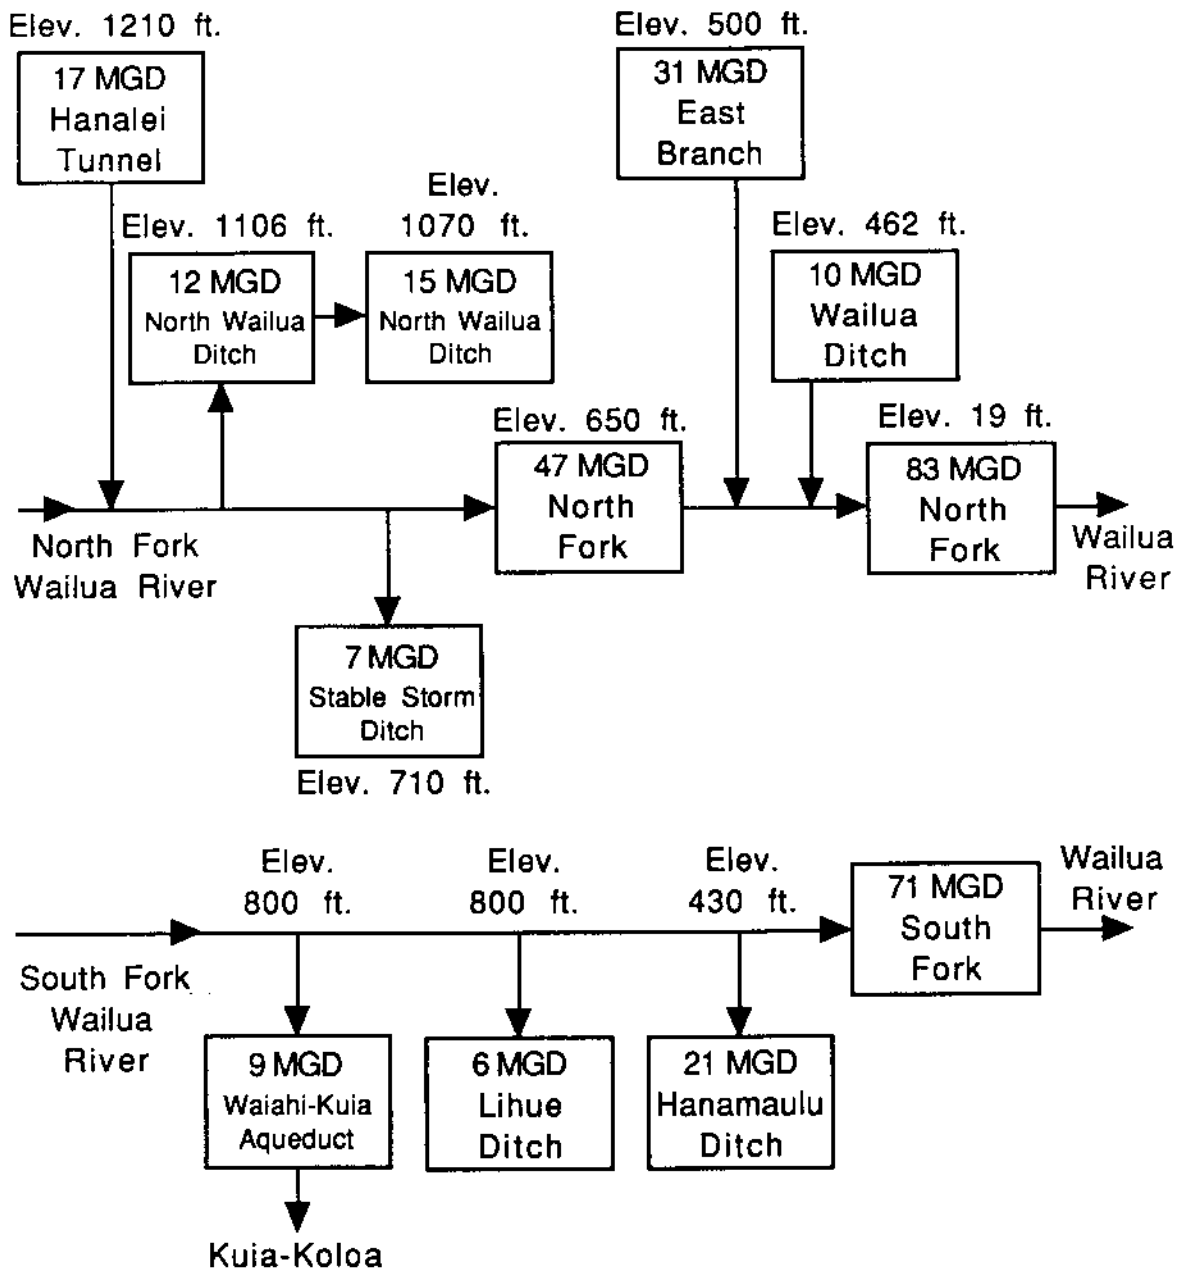 Elev. 1210 ft.
17 MGD
Hanalei
Tunnel
Elev. 500 ft.
31 MGD
East
Branch
Elev. 1106 ft.
12 MGD
North Wailua
Ditch
Elev.
1070 ft.
15 MGD
North Wailua
Ditch
Elev. 462 ft.
10 MGD
Wailua
Ditch
Elev. 650 ft.
47 MGD
North
Fork
Elev. 19 ft.
83 MGD
North
Fork
Wailua
River
North Fork
Wailua River
7 MGD
Stable Storm
Ditch
Elev. 710 ft.
Elev.
800 ft.
Elev.
800 ft.
Elev.
430 ft.
71 MGD
South
Fork
Wailua
River
South Fork
Wailua
River
9 MGD
Waiahi-Kuia
Aqueduct
6 MGD
Lihue
Ditch
21 MGD
Hanamaulu
Ditch
Kuia-Koloa